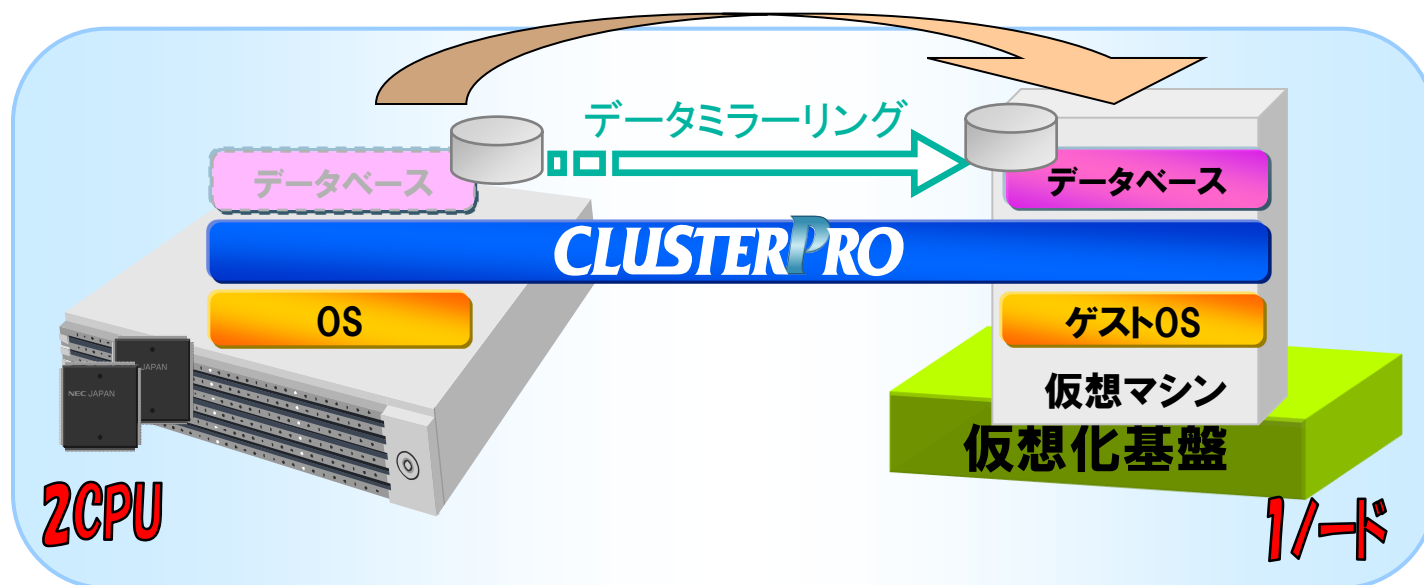 データミラーリング
データベース
データベース
CLUSTERPRO
OS
ゲストOS
JAPAN
NEC JAPAN
仮想マシン
仮想化基盤
2CPU
1ノード